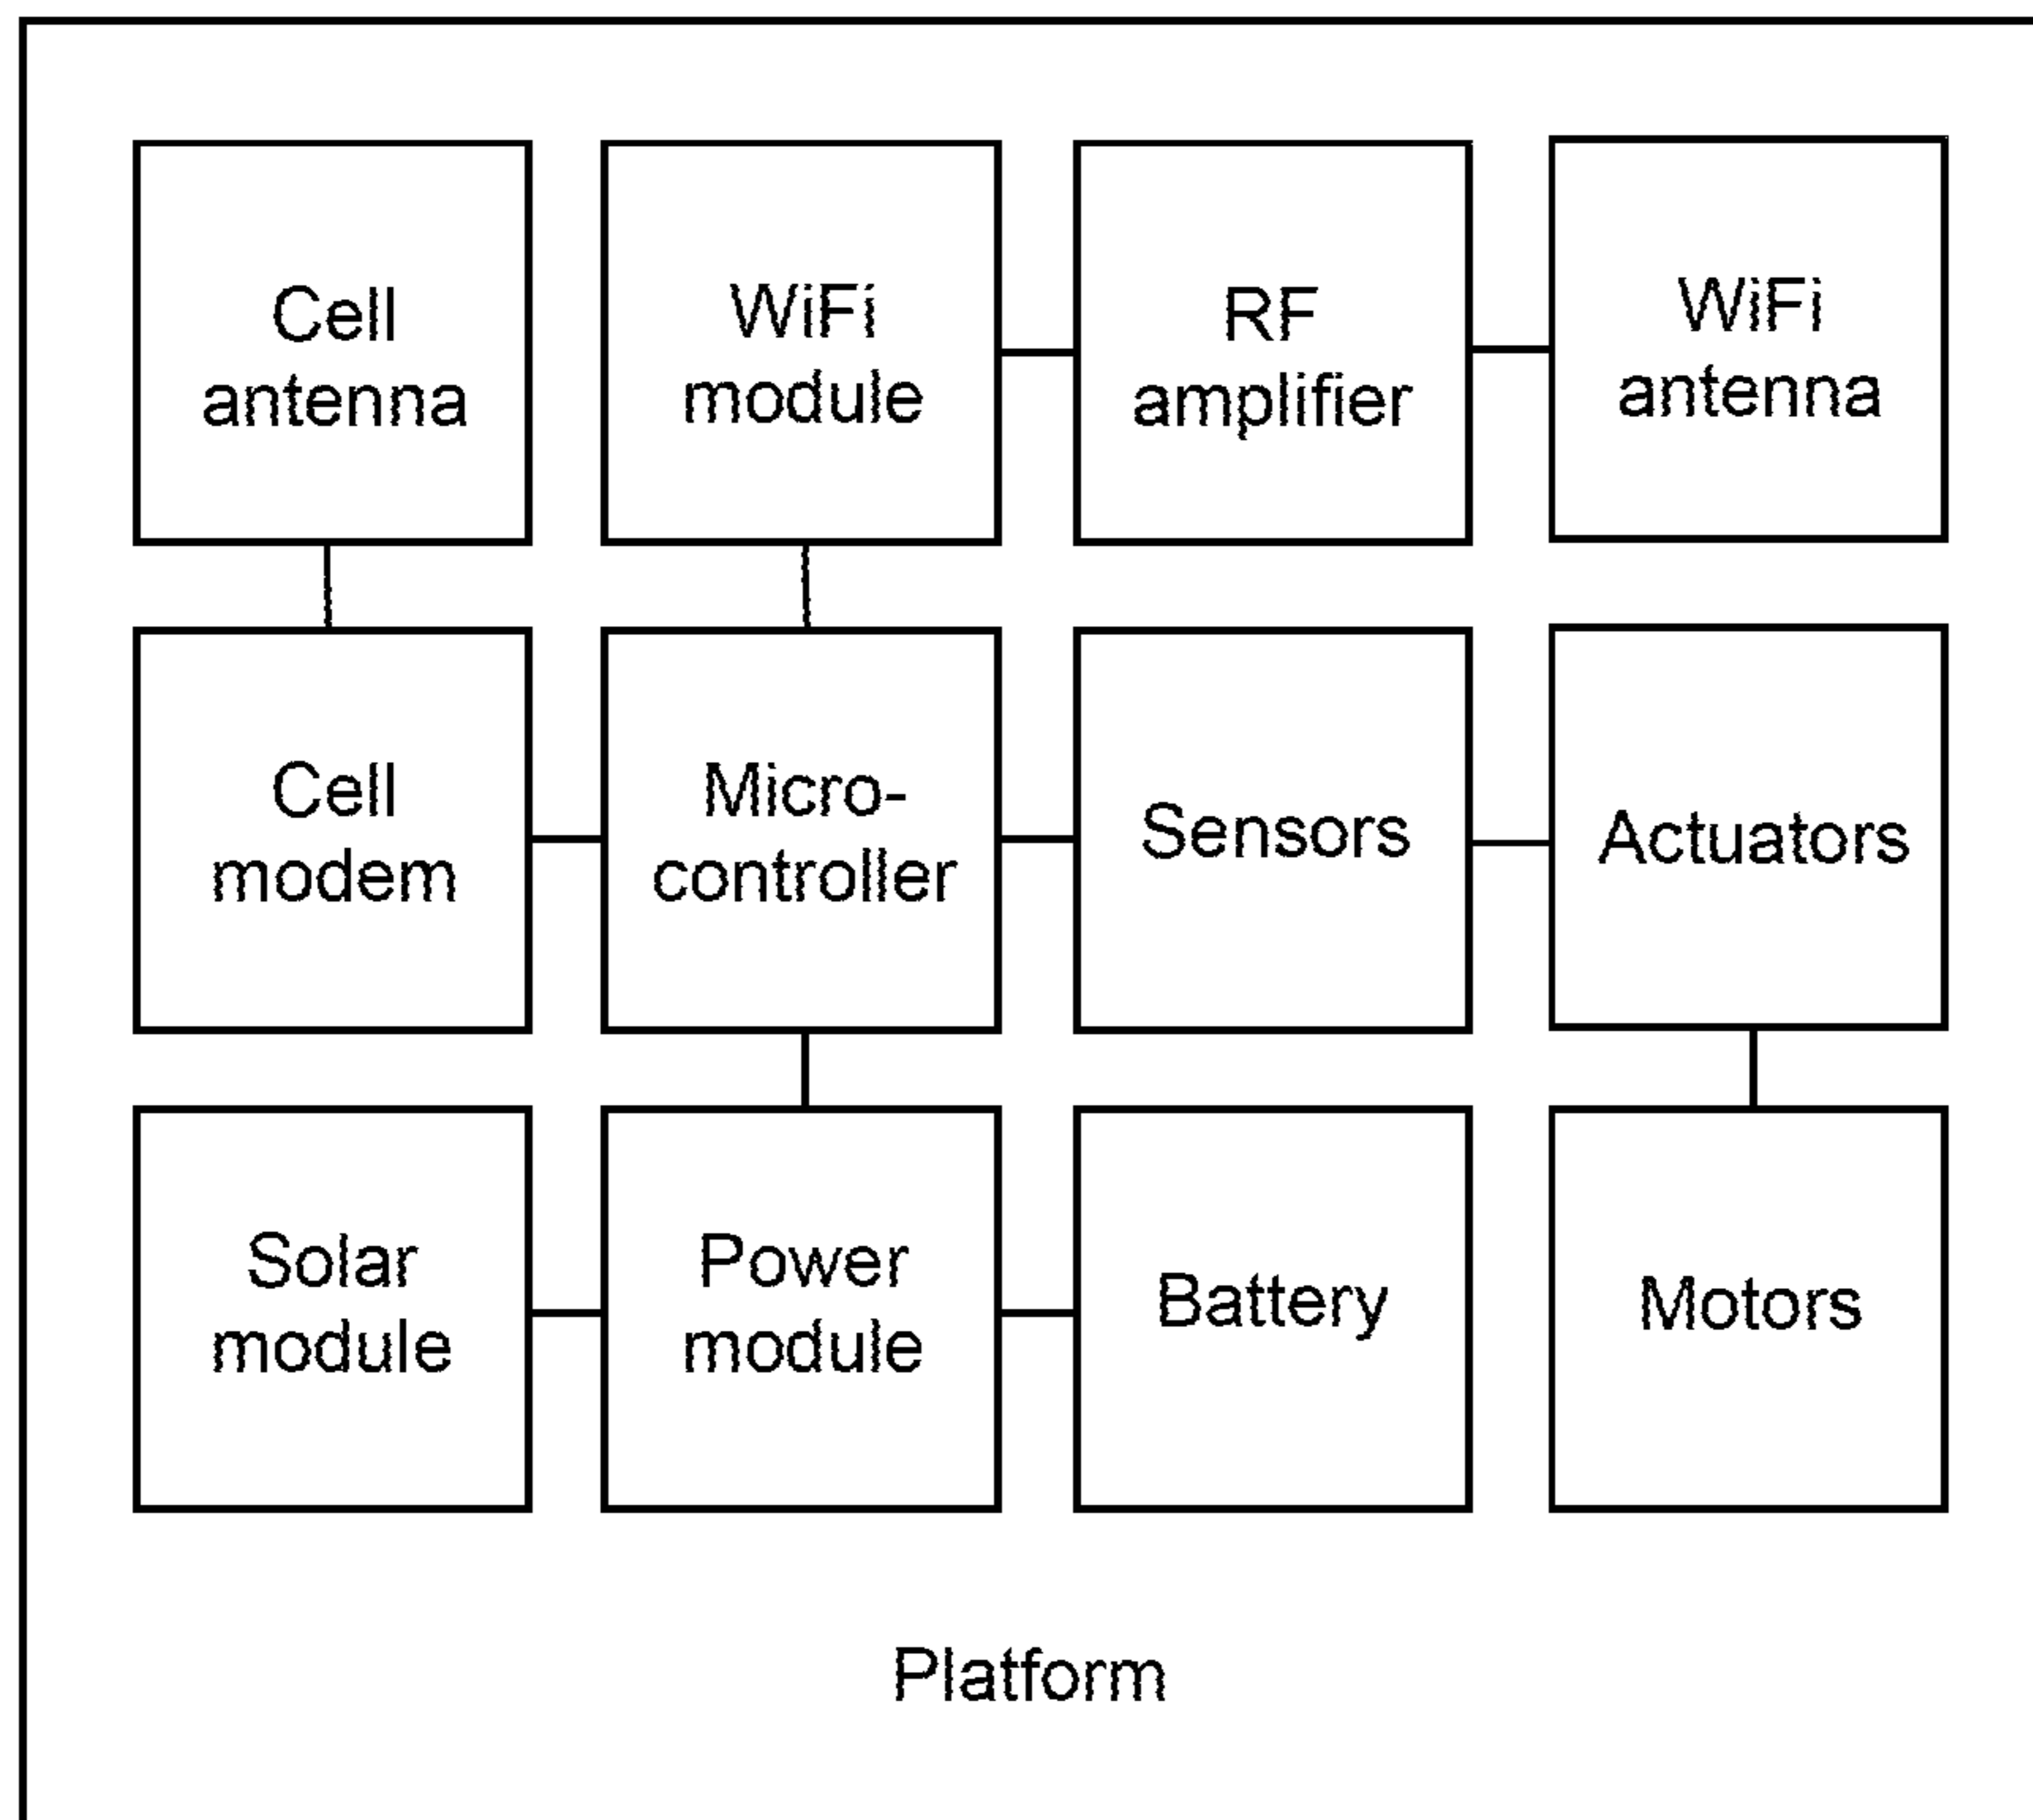 Cell
antenna
WiFi
module
RF
amplifier
WiFi
antenna
Cell
modem
Micro-
controller
Sensors
Actuators
Solar
module
Power
module
Battery
Motors
Platform